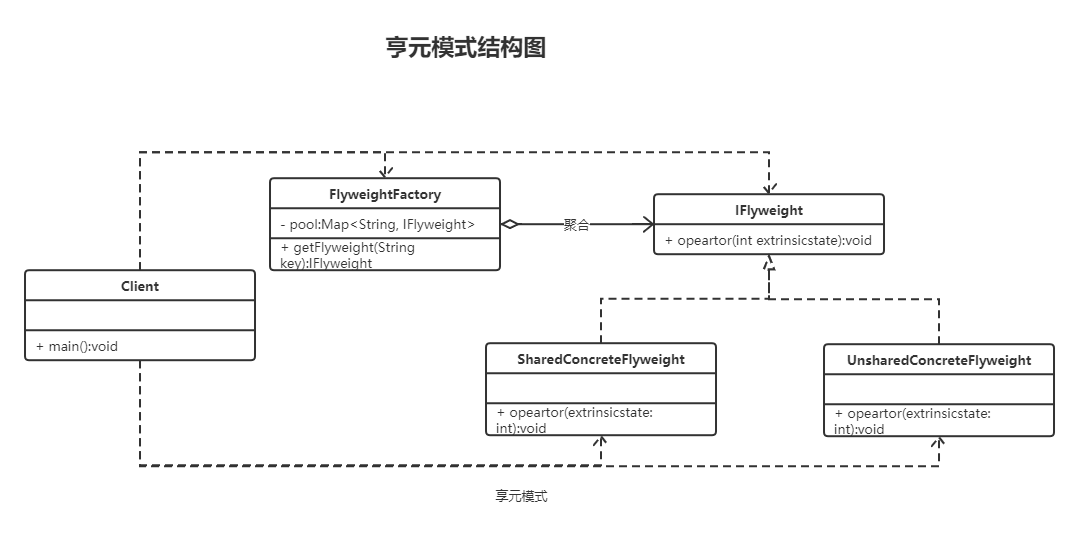 亨元模式结构图
FlyweightFactory
- pool:Map<String, IFlyweight>
+ getFlyweight(String
key):IFlyweight
聚合
IFlyweight
+ opeartor(int extrinsicstate):void
Client
+ main():void
SharedConcreteFlyweight
+ opeartor(extrinsicstate:
int):void
UnsharedConcreteFlyweight
+ opeartor(extrinsicstate:
int):void
享元模式